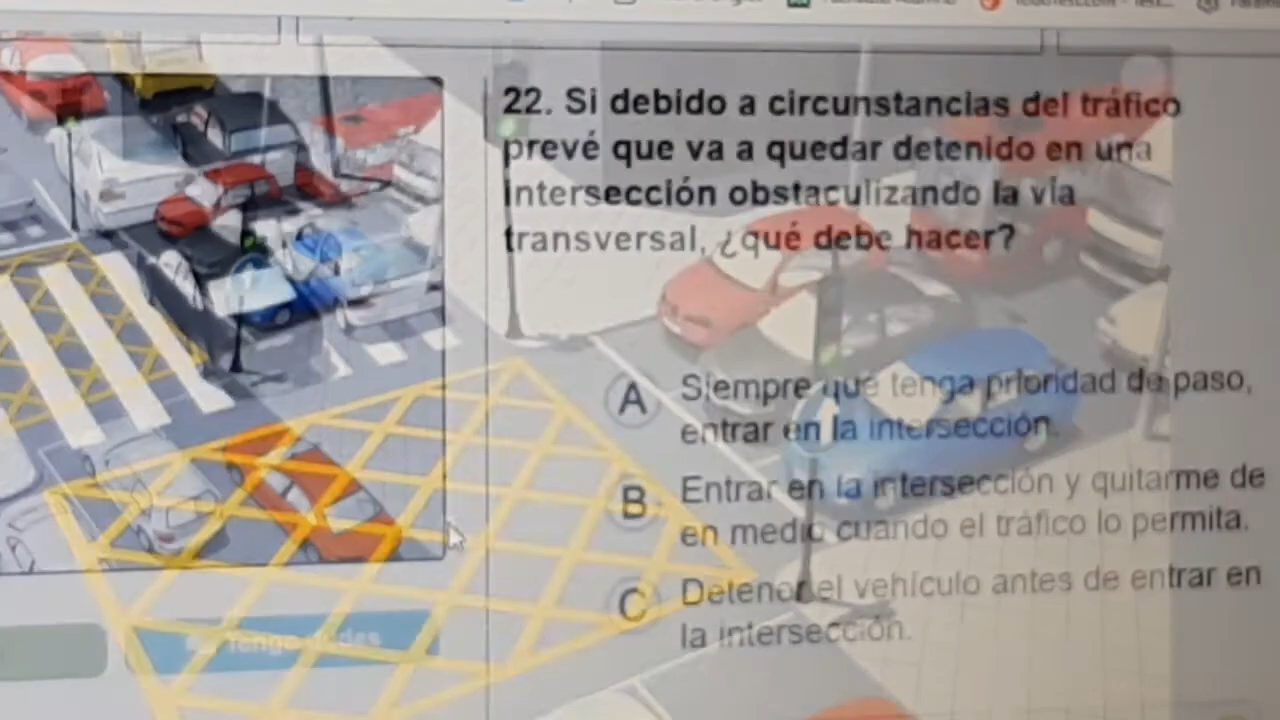 22. Si debido a circunstancias del tráfico
prevé que va a quedar detenido en una
intersección obstaculizando la vía
transversal, ¿qué debe hacer?
A Siempre que tenga prioridad de paso,
entrar en la intersección.
B Entrar en la intersección y quitarme de
en medio cuando el tráfico lo permita.
C Detener el vehículo antes de entrar en
la intersección.
Tengo dudas